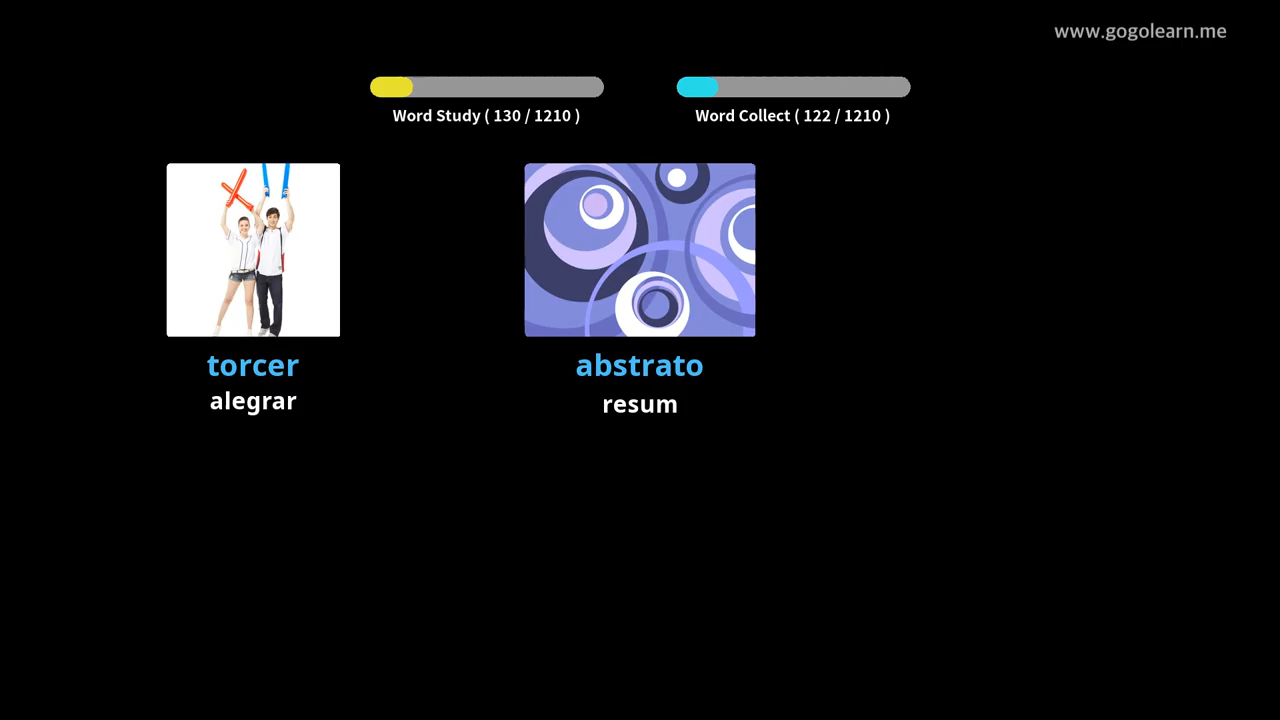 www.gogolearn.me
Word Study ( 130 / 1210 )
Word Collect ( 122 / 1210 )
torcer
alegrar
abstrato
resum